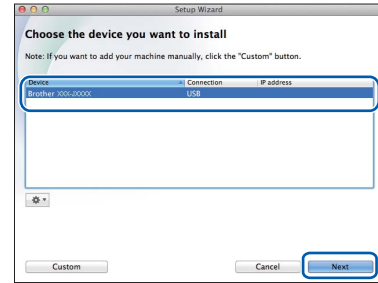 Setup Wizard
Choose the device you want to install
Note: If you want to add your machine manually, click the "Custom" button.
Device Connection IP address
Brother XXX-XXXXX USB
Custom Cancel Next